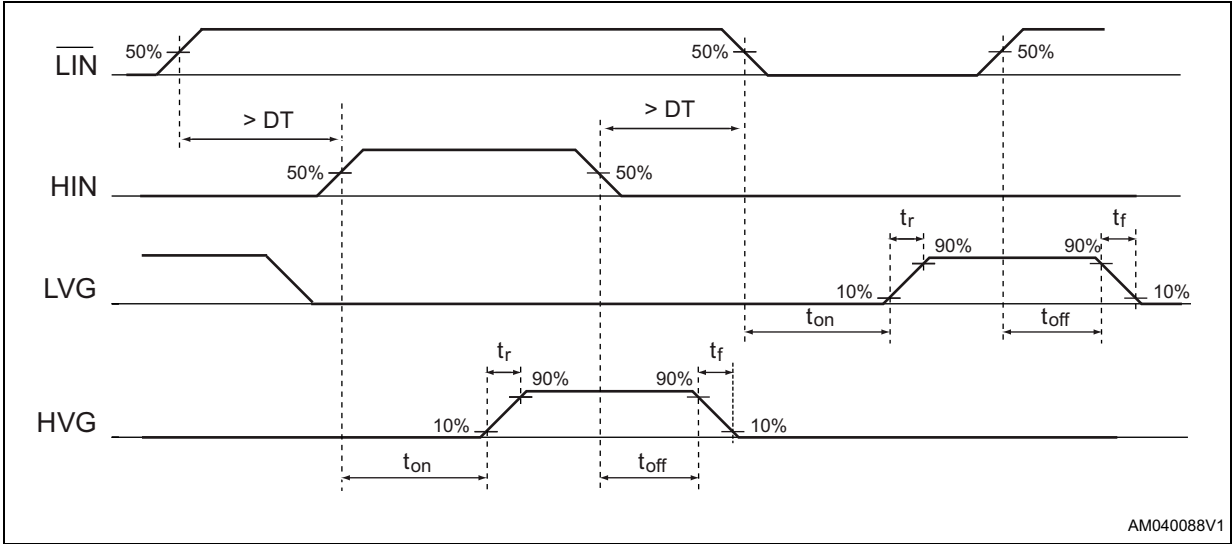 LIN
50%
50%
50%
> DT
> DT
HIN
50%
50%
LVG
tr
tf
90%
90%
10%
10%
ton
toff
HVG
tr
tf
90%
90%
10%
10%
ton
toff
AM040088V1